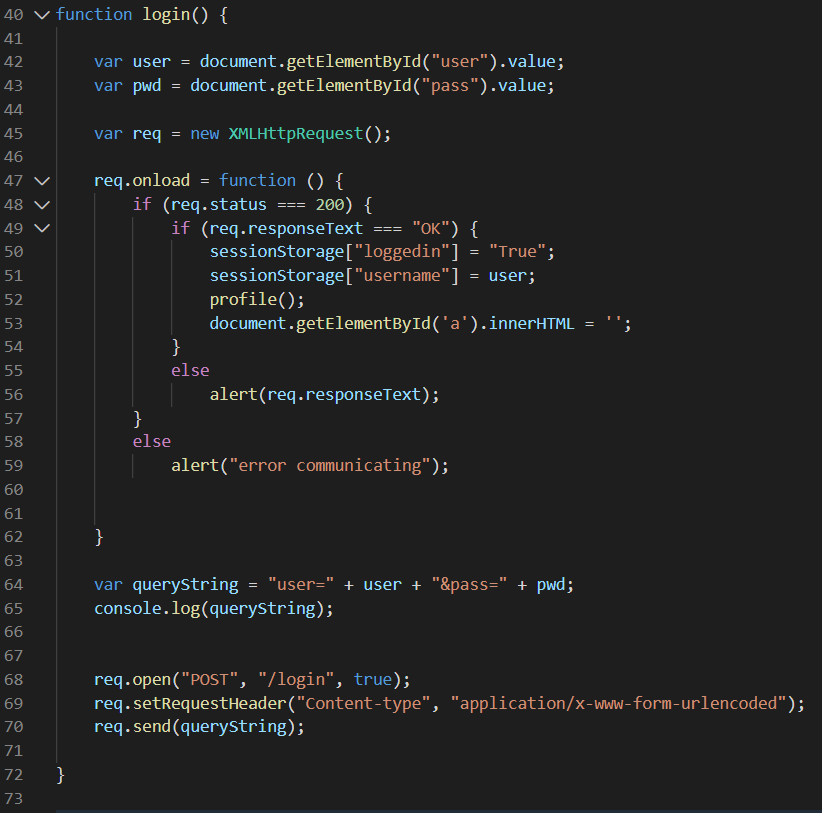 40 function login() {
41
42 var user = document.getElementById("user").value;
43 var pwd = document.getElementById("pass").value;
44
45 var req = new XMLHttpRequest();
46
47 req.onload = function () {
48 if (req.status === 200) {
49 if (req.responseText === "OK") {
50 sessionStorage["loggedin"] = "True";
51 sessionStorage["username"] = user;
52 profile();
53 document.getElementById('a').innerHTML = '';
54 }
55 else
56 alert(req.responseText);
57 }
58 else
59 alert("error communicating");
60
61
62 }
63
64 var queryString = "user=" + user + "&pass=" + pwd;
65 console.log(queryString);
66
67
68 req.open("POST", "/login", true);
69 req.setRequestHeader("Content-type", "application/x-www-form-urlencoded");
70 req.send(queryString);
71
72 }
73